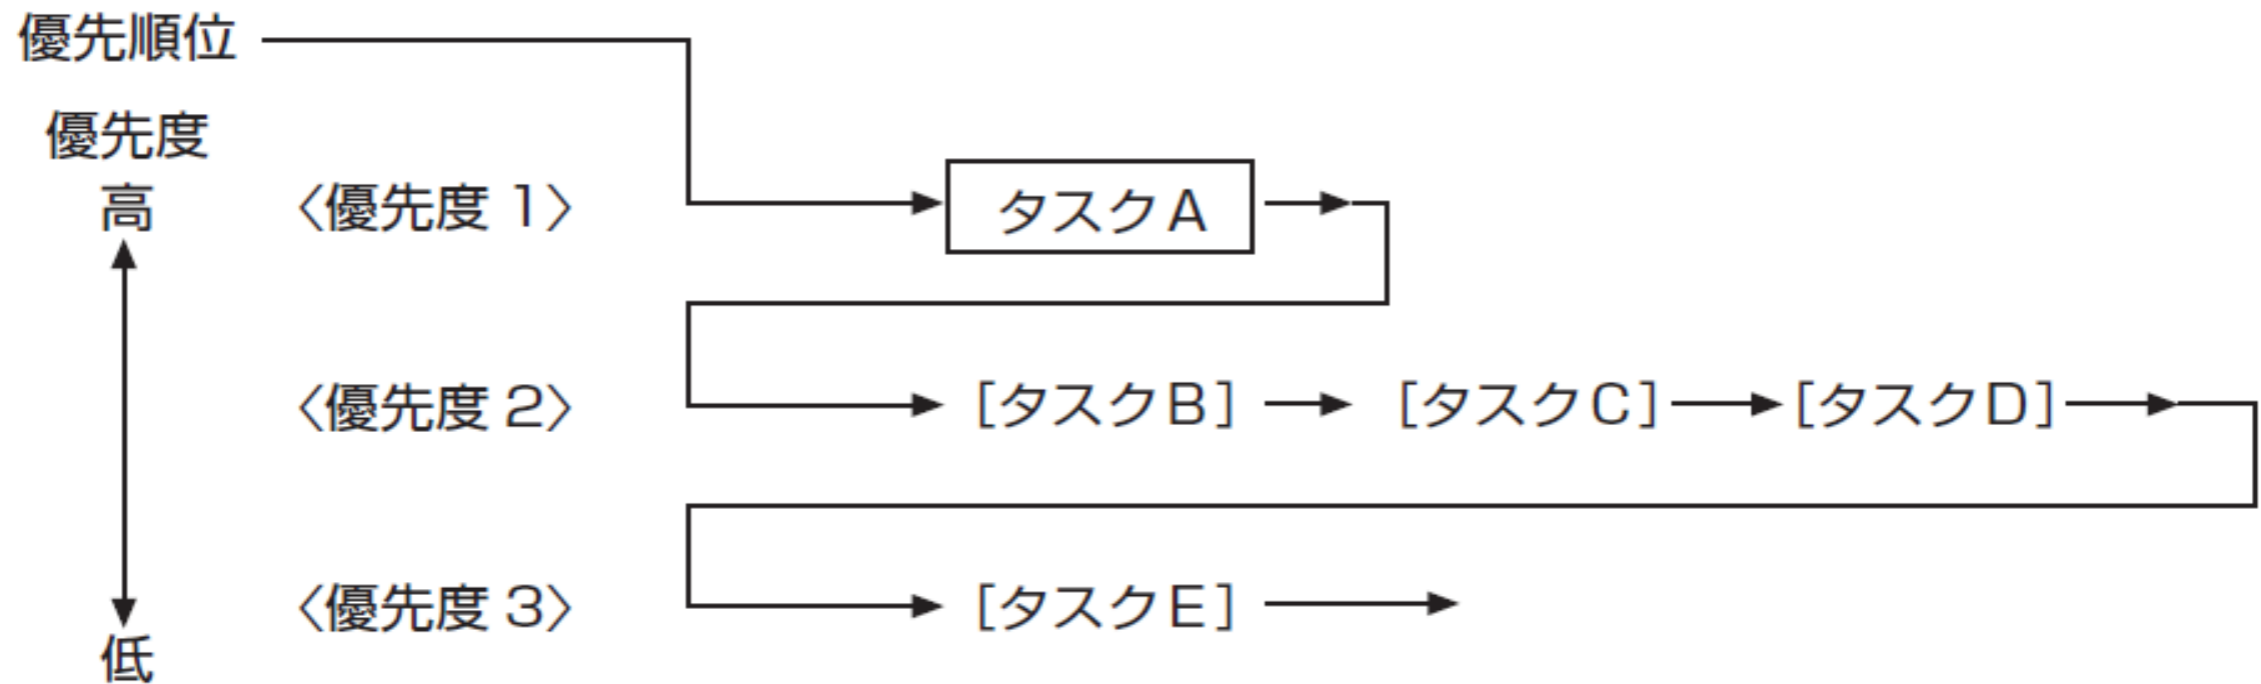 優先順位
優先度
高
〈優先度 1〉 タスクA
〈優先度 2〉 [タスクB] [タスクC] [タスクD]
〈優先度 3〉 [タスクE]
低